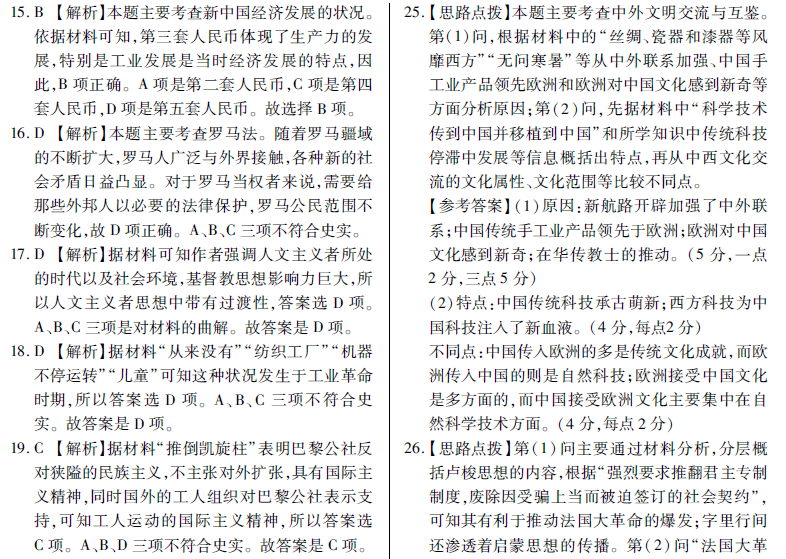 15. B 【解析】本题主要考查新中国经济发展的状况。
依据材料可知,第三套人民币体现了生产力的发
展,特别是工业发展是当时经济发展的特点,因
此,B 项正确。A 项是第二套人民币,C 项是第四
套人民币,D 项是第五套人民币。故选择 B 项。
16. D 【解析】本题主要考查罗马法。随着罗马疆域
的不断扩大,罗马人广泛与外界接触,各种新的社
会矛盾日益凸显。对于罗马当权者来说,需要给
那些外邦人以必要的法律保护,罗马公民范围不
断变化,故 D 项正确。A、B、C 三项不符合史实。
17. D 【解析】据材料可知作者强调人文主义者所处
的时代以及社会环境,基督教思想影响力巨大,所
以人文主义者思想中带有过渡性,答案选 D 项。
A、B、C 三项是对材料的曲解。故答案是 D 项。
18. D 【解析】据材料“从来没有”“纺织工厂”“机器
不停运转”“儿童”可知这种状况发生于工业革命
时期,所以答案选 D 项。A、B、C 三项不符合史
实。故答案是 D 项。
19. C 【解析】据材料“推倒凯旋柱”表明巴黎公社反
对狭隘的民族主义,不主张对外扩张,具有国际主
义精神,同时国外的工人组织对巴黎公社表示支
持,可知工人运动的国际主义精神,所以答案选
C 项。A、B、D 三项不符合史实。故答案是 C 项。
25. 【思路点拨】本题主要考查中外文明交流与互鉴。
第(1)问,根据材料中的“丝绸、瓷器和漆器等风
靡西方”“无问寒暑”等从中外联系加强、中国手
工业产品领先欧洲和欧洲对中国文化感到新奇等
方面分析原因;第(2)问,先据材料中“科学技术
传到中国并移植到中国”和所学知识中传统科技
停滞中发展等信息概括出特点,再从中西文化交
流的文化属性、文化范围等比较不同点。
【参考答案】(1)原因:新航路开辟加强了中外联
系;中国传统手工业产品领先于欧洲;欧洲对中国
文化感到新奇;在华传教士的推动。(5 分,一点
2 分,三点 5 分)
(2)特点:中国传统科技承古萌新;西方科技为中
国科技注入了新血液。(4 分,每点2 分)
不同点:中国传入欧洲的多是传统文化成就,而欧
洲传入中国的则是自然科技;欧洲接受中国文化
是多方面的,而中国接受欧洲文化主要集中在自
然科学技术方面。(4 分,每点 2 分)
26. 【思路点拨】第(1)问主要通过材料分析,分层概
括卢梭思想的内容,根据“强烈要求推翻君主专制
制度,废除因受骗上当而被迫签订的社会契约”,
可知其有利于推动法国大革命的爆发;字里行间
还渗透着启蒙思想的传播。第(2)问“法国大革